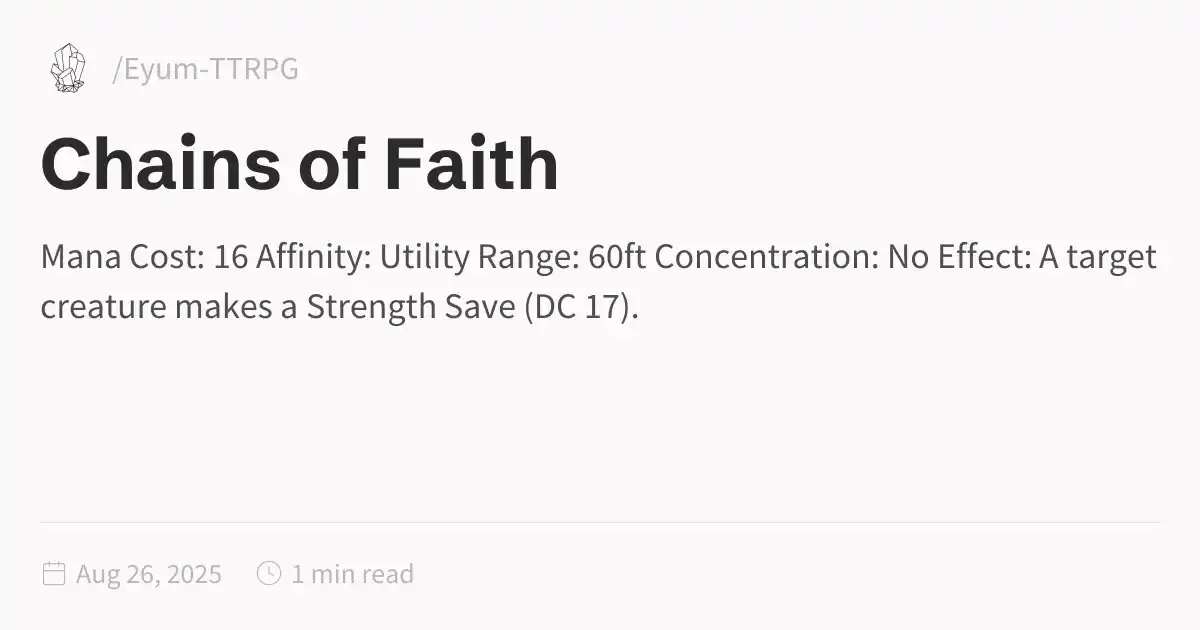 /Eyum-TTRPG
Chains of Faith
Mana Cost: 16 Affinity: Utility Range: 60ft Concentration: No Effect: A target
creature makes a Strength Save (DC 17).
Aug 26, 2025 1 min read